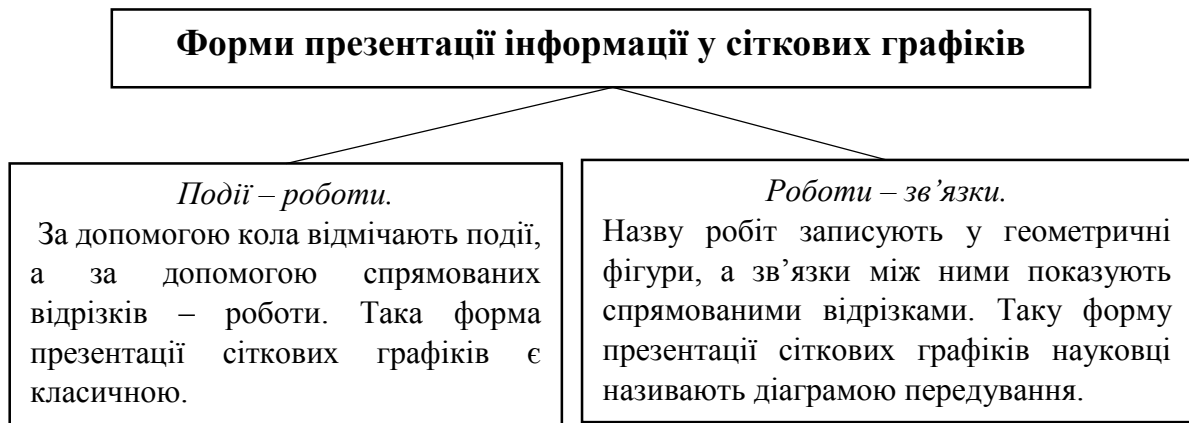 Форми презентації інформації у сіткових графіків
Події – роботи.
За допомогою кола відмічають події,
а за допомогою спрямованих
відрізків – роботи. Така форма
презентації сіткових графіків є
класичною.
Роботи – зв’язки.
Назву робіт записують у геометричні
фігури, а зв’язки між ними показують
спрямованими відрізками. Таку форму
презентації сіткових графіків науковці
називають діаграмою передування.